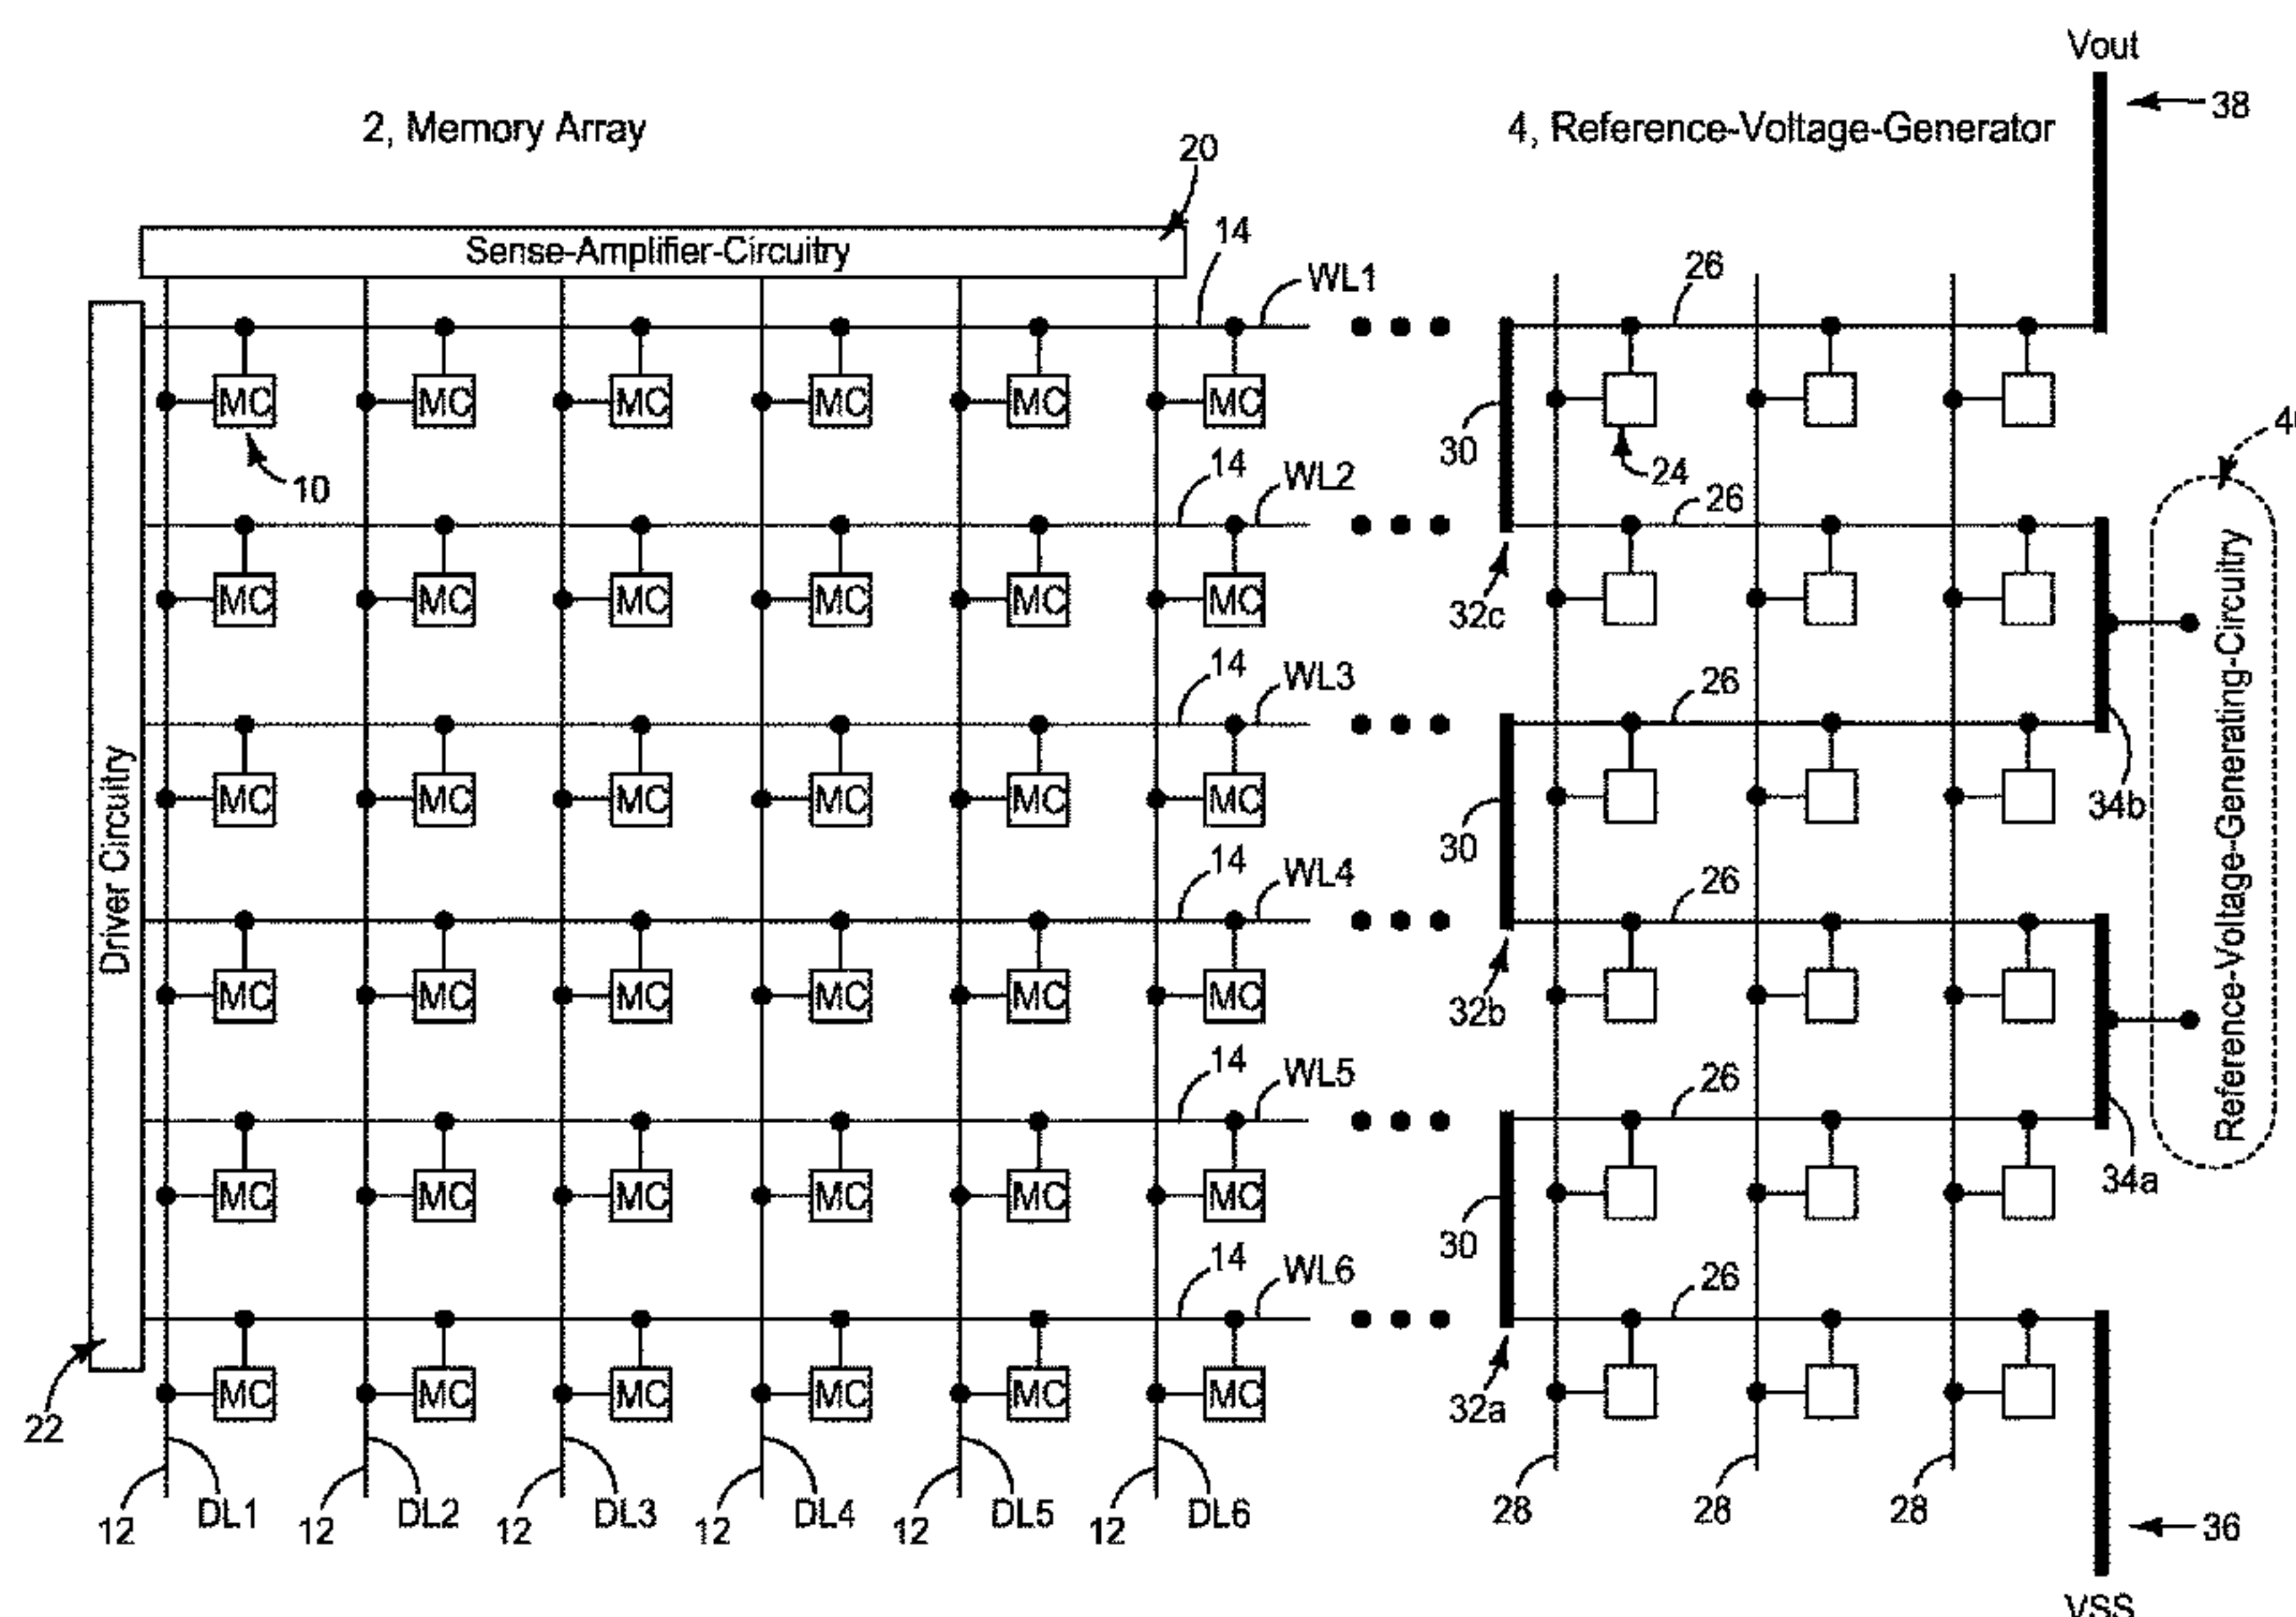 Vout
38
2, Memory Array
4, Reference-Voltage-Generator
20
Sense-Amplifier-Circuitry
14
WL1
26
MC MC MC MC MC MC
30
24
10
14
WL2
26
32c
MC MC MC MC MC MC
14
WL3
26
34b
MC MC MC MC MC MC
30
14
WL4
26
32b
MC MC MC MC MC MC
14
WL5
26
34a
MC MC MC MC MC MC
30
14
WL6
26
32a
MC MC MC MC MC MC
Driver Circuitry
22
Reference-Voltage-Generating-Circuitry
12 DL1 12 DL2 12 DL3 12 DL4 12 DL5 12 DL6
28 28 28
36
VSS